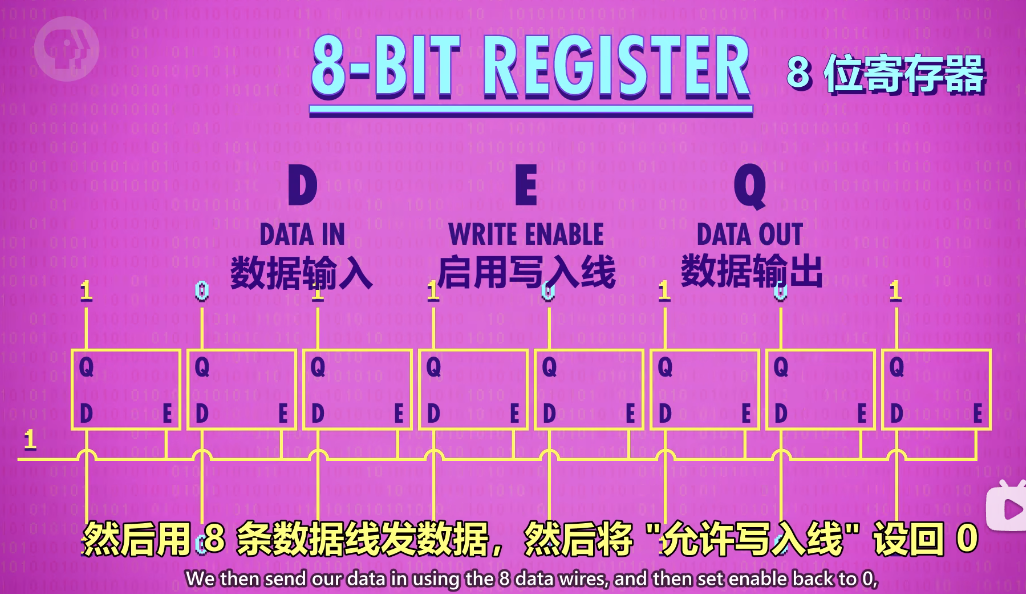 8-BIT REGISTER 8 位寄存器
D E Q
DATA IN WRITE ENABLE DATA OUT
数据输入 启用写入线 数据输出
1 0 1 1 0 1 0 1
Q Q Q Q Q Q Q Q
D E D E D E D E D E D E D E D E
1
然后用 8 条数据线发数据，然后将 "允许写入线" 设回 0
We then send our data in using the 8 data wires, and then set enable back to 0,